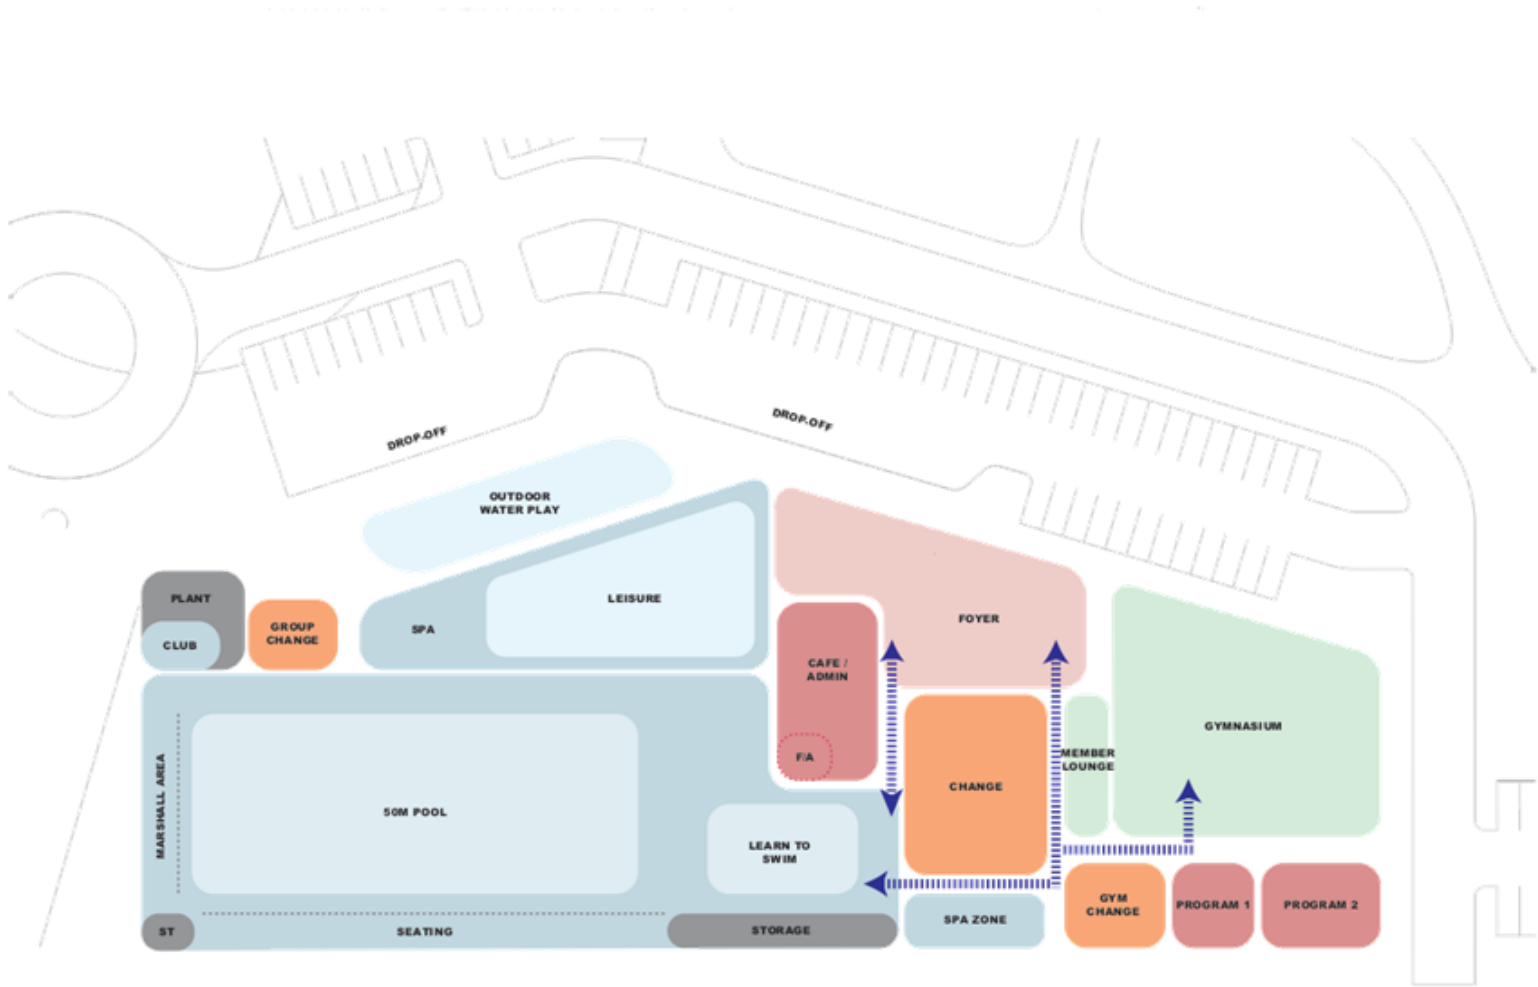 DROP-OFF
DROP-OFF
OUTDOOR
WATER PLAY
PLANT
CLUB
GROUP
CHANGE
SPA
LEISURE
FOYER
CAFE /
ADMIN
F/A
MARSHALL AREA
50M POOL
LEARN TO
SWIM
CHANGE
MEMBER
LOUNGE
GYMNASIUM
ST
SEATING
STORAGE
SPA ZONE
GYM
CHANGE
PROGRAM 1
PROGRAM 2